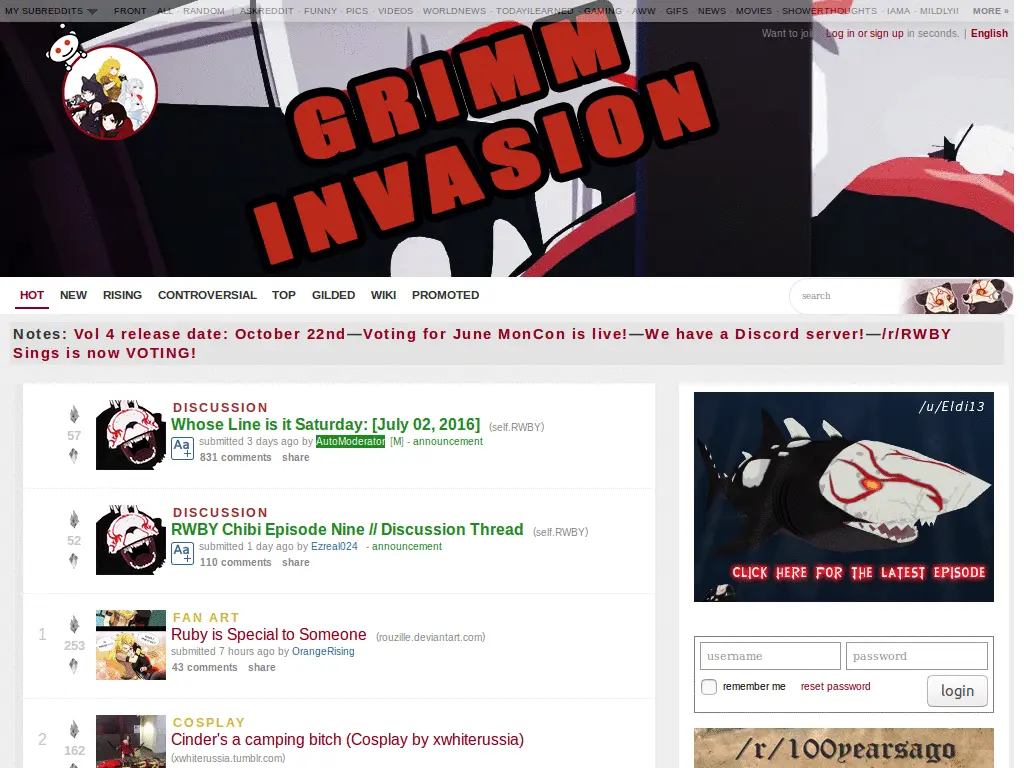 MY SUBREDDITS FRONT - ALL - RANDOM | ASKREDDIT - FUNNY - PICS - VIDEOS - WORLDNEWS - TODAYILEARNED - GAMING - AWW - GIFS - NEWS - MOVIES - SHOWERTHOUGHTS - IAMA - MILDLYI MORE »
Want to join Log in or sign up in seconds. | English
GRIMM
INVASION
HOT NEW RISING CONTROVERSIAL TOP GILDED WIKI PROMOTED search
Notes: Vol 4 release date: October 22nd—Voting for June MonCon is live!—We have a Discord server!—/r/RWBY
Sings is now VOTING!
DISCUSSION
Whose Line is it Saturday: [July 02, 2016] (self.RWBY)
57
Aa+ submitted 3 days ago by AutoModerator [M] - announcement
831 comments share
DISCUSSION
RWBY Chibi Episode Nine // Discussion Thread (self.RWBY)
52
Aa+ submitted 1 day ago by Ezreal024 - announcement
110 comments share
FAN ART
1 253 Ruby is Special to Someone (rouzille.deviantart.com)
submitted 7 hours ago by OrangeRising
43 comments share
COSPLAY
2 162 Cinder's a camping bitch (Cosplay by xwhiterussia)
(xwhiterussia.tumblr.com)
/u/Eldi13
CLICK HERE FOR THE LATEST EPISODE
username password
remember me reset password login
/r/100yearsago